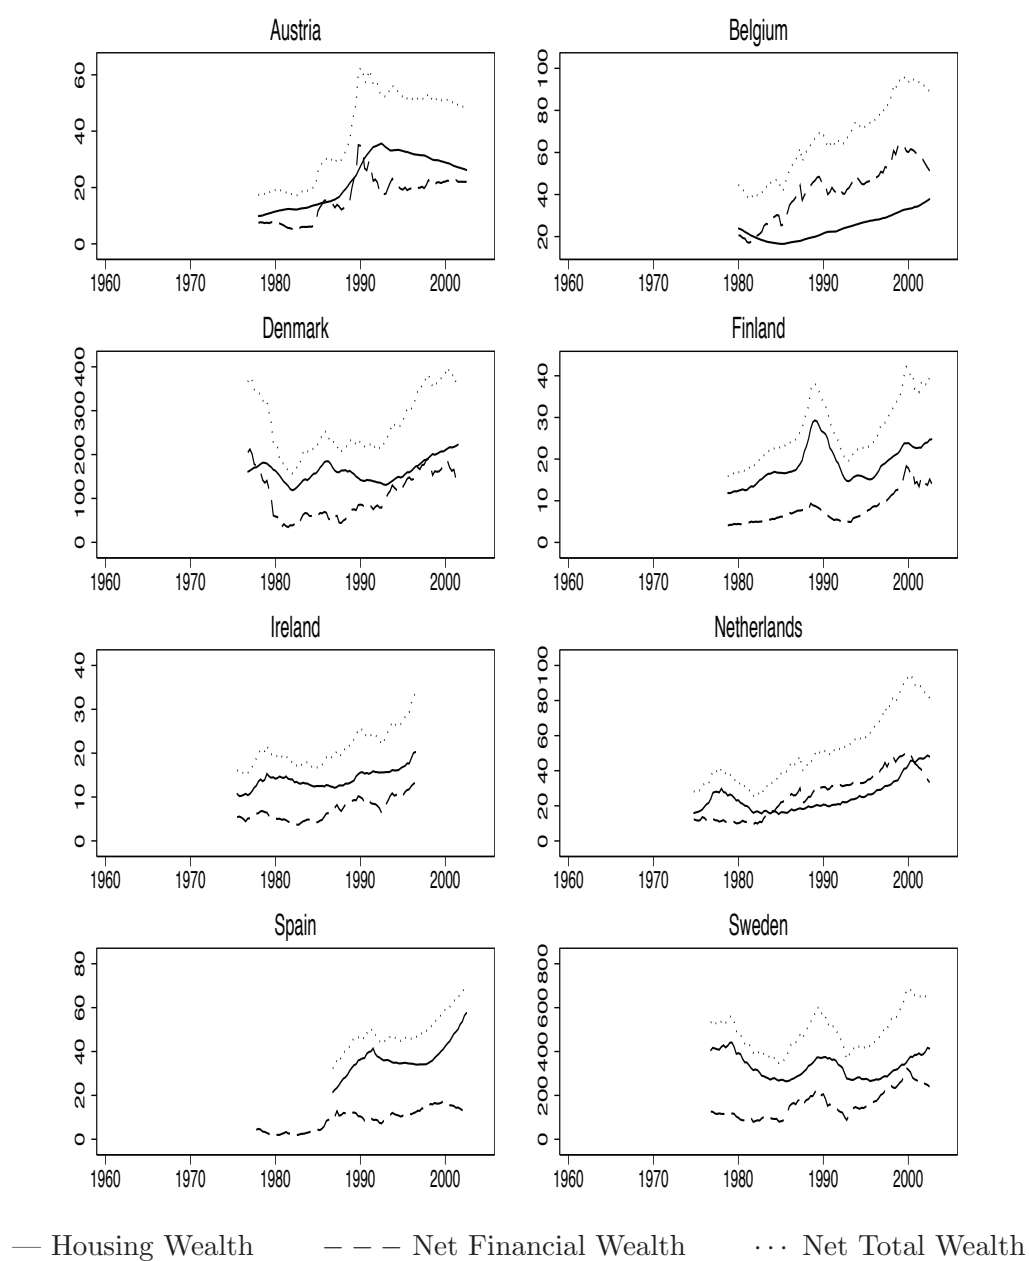 Austria
0 20 40 60
1960 1970 1980 1990 2000
Belgium
20 40 60 80 100
1960 1970 1980 1990 2000
Denmark
0 100 200 300 400
1960 1970 1980 1990 2000
Finland
0 10 20 30 40
1960 1970 1980 1990 2000
Ireland
0 10 20 30 40
1960 1970 1980 1990 2000
Netherlands
0 20 40 60 80 100
1960 1970 1980 1990 2000
Spain
0 20 40 60 80
1960 1970 1980 1990 2000
Sweden
0 200 400 600 800
1960 1970 1980 1990 2000
Housing Wealth Net Financial Wealth Net Total Wealth